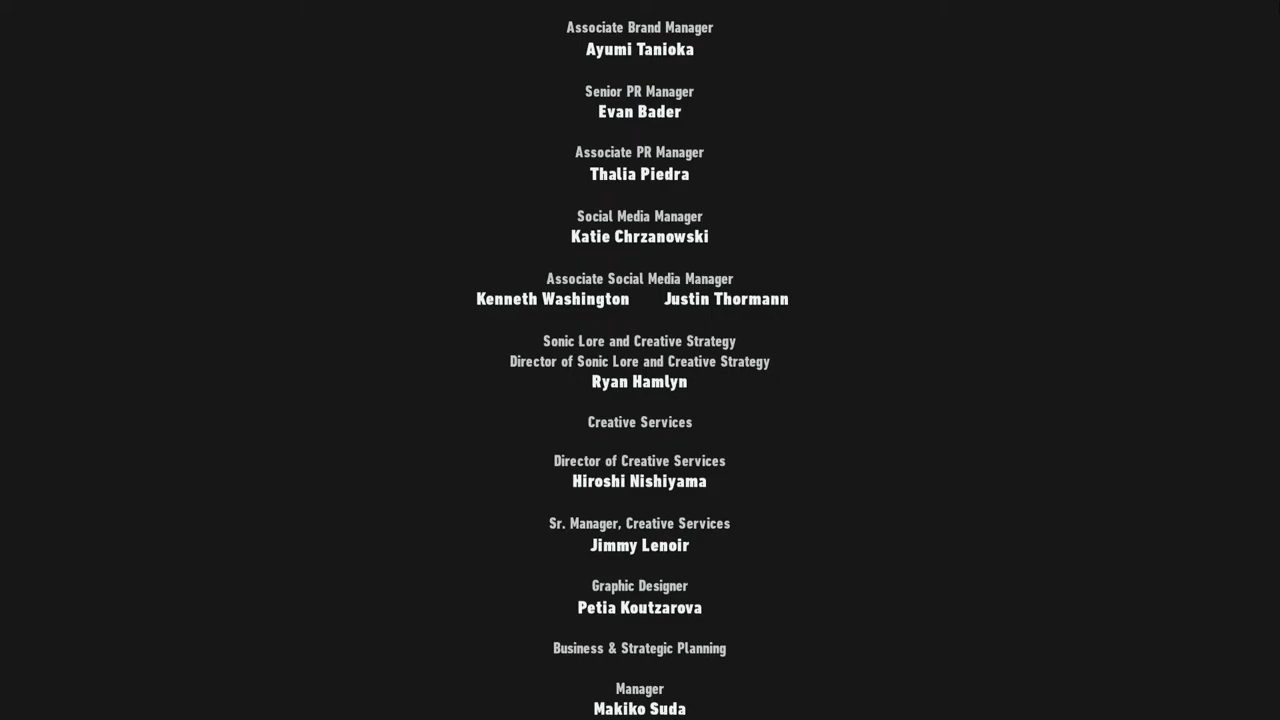 Associate Brand Manager
Ayumi Tanioka
Senior PR Manager
Evan Bader
Associate PR Manager
Thalia Piedra
Social Media Manager
Katie Chrzanowski
Associate Social Media Manager
Kenneth Washington Justin Thormann
Sonic Lore and Creative Strategy
Director of Sonic Lore and Creative Strategy
Ryan Hamlyn
Creative Services
Director of Creative Services
Hiroshi Nishiyama
Sr. Manager, Creative Services
Jimmy Lenoir
Graphic Designer
Petia Koutzarova
Business & Strategic Planning
Manager
Makiko Suda